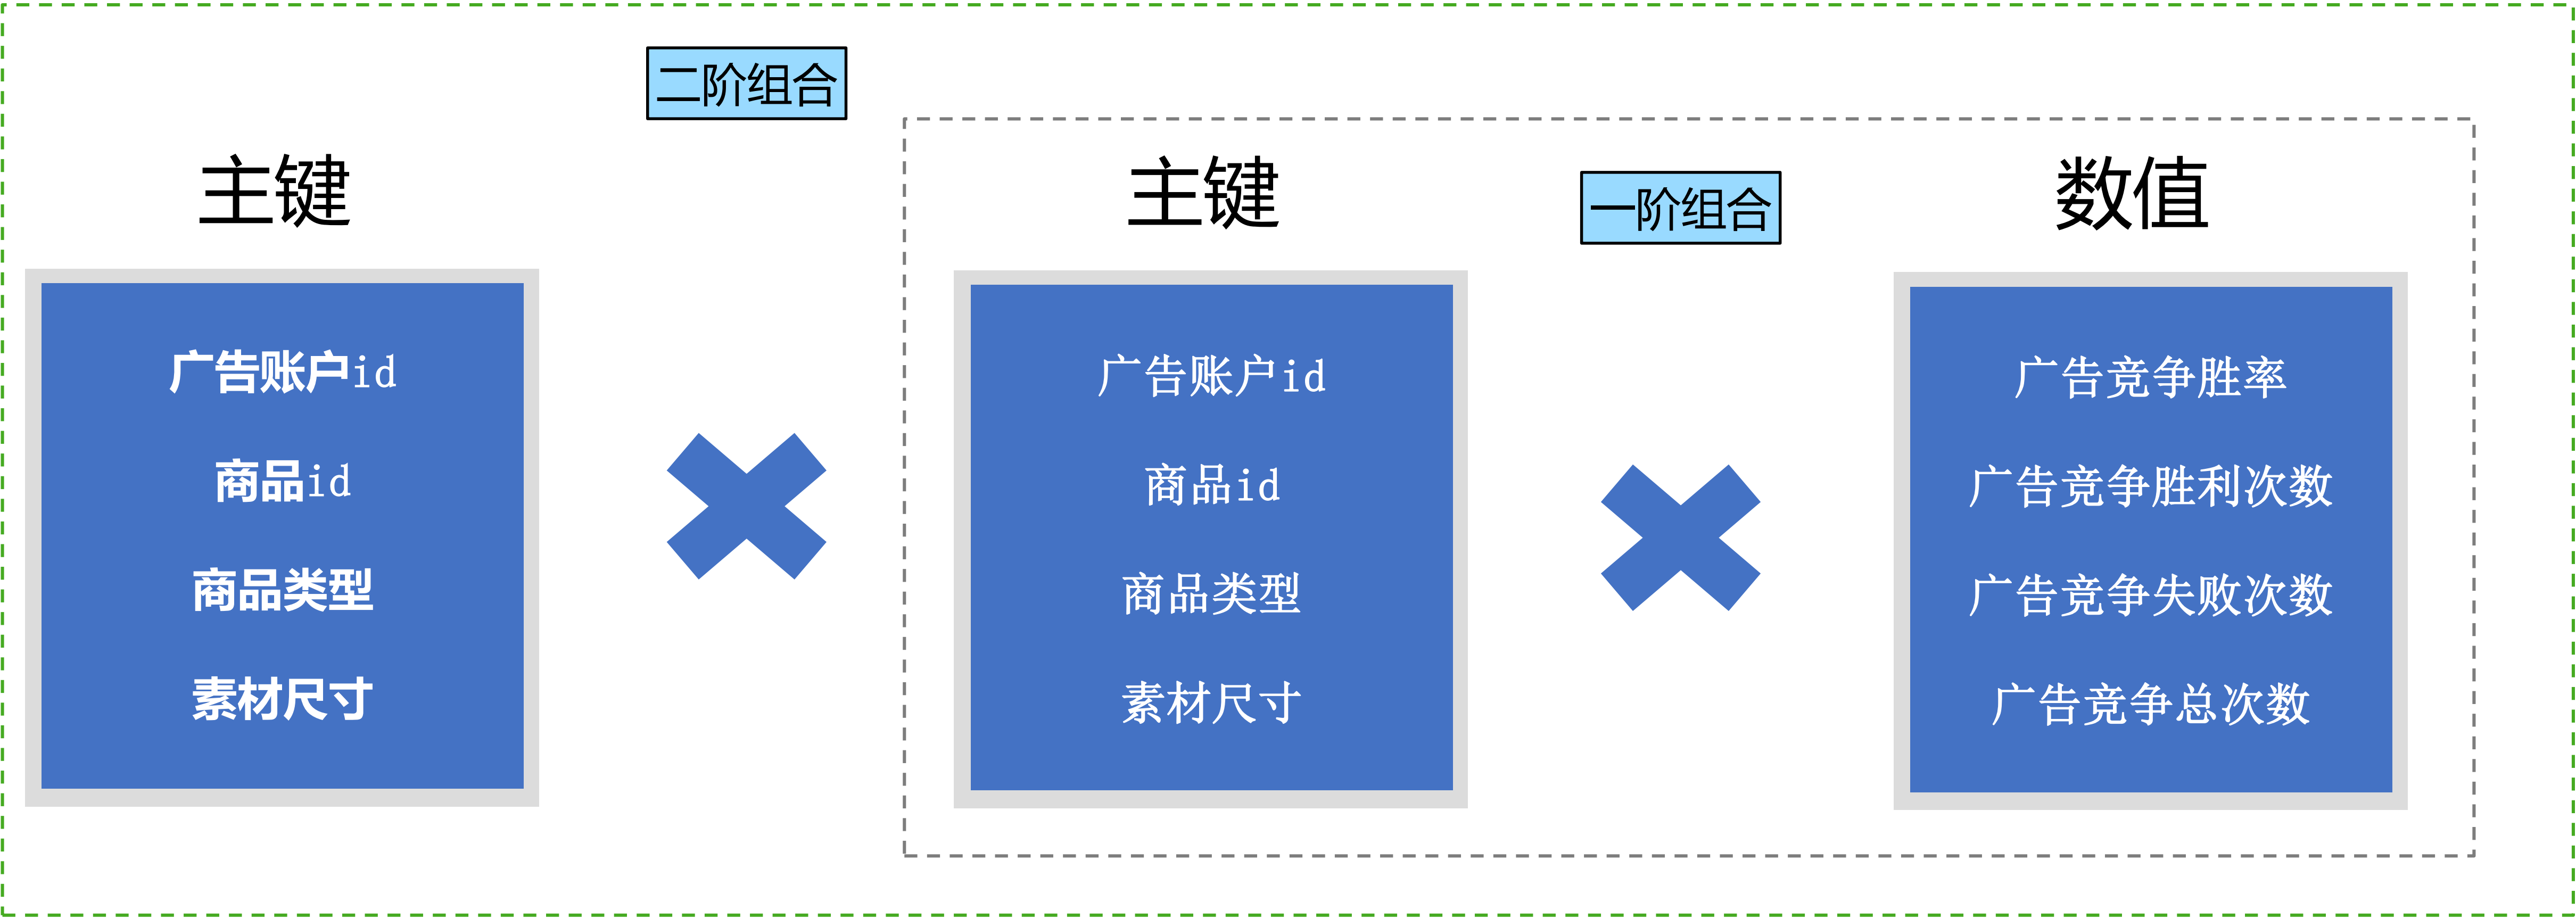 二阶组合
主键
广告账户id
商品id
商品类型
素材尺寸
主键
广告账户id
商品id
商品类型
素材尺寸
一阶组合
数值
广告竞争胜率
广告竞争胜利次数
广告竞争失败次数
广告竞争总次数